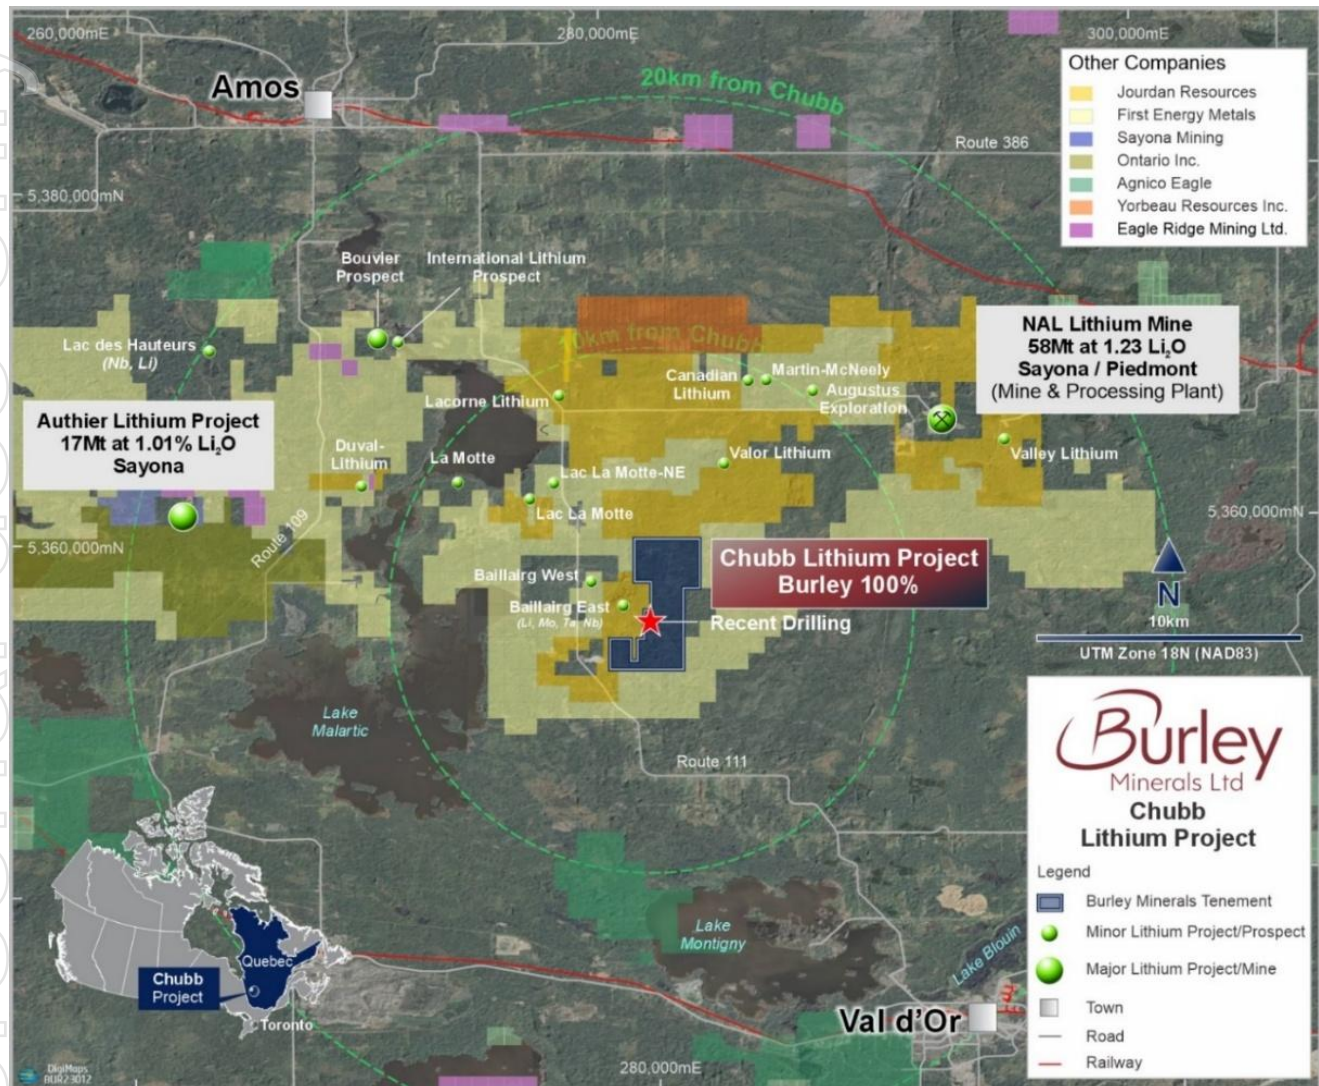 260,000mE
280,000mE
300,000mE
Amos
20km from Chubb
Other Companies
Jourdan Resources
First Energy Metals
Sayona Mining
Ontario Inc.
Agnico Eagle
Yorbeau Resources Inc.
Eagle Ridge Mining Ltd.
Route 386
5,380,000mN
Bouvier
Prospect
International Lithium
Prospect
Lac des Hauteurs
(Nb, Li)
10km from Chubb
NAL Lithium Mine
58Mt at 1.23 Li₂O
Sayona / Piedmont
(Mine & Processing Plant)
Canadian
Lithium
Martin-McNeely
Augustus
Exploration
Lacorne Lithium
Authier Lithium Project
17Mt at 1.01% Li₂O
Sayona
Duval-
Lithium
La Motte
Lac La Motte-NE
Valor Lithium
Valley Lithium
Lac La Motte
Route 109
5,360,000mN
5,360,000mN
Chubb Lithium Project
Burley 100%
Baillairg West
Baillairg East
(Li, Mo, Ta, Nb)
Recent Drilling
N
10km
UTM Zone 18N (NAD83)
Lake
Malartic
Route 111
Burley
Minerals Ltd
Chubb
Lithium Project
Legend
Burley Minerals Tenement
Minor Lithium Project/Prospect
Major Lithium Project/Mine
Town
Road
Railway
Lake
Montigny
Lake Blouin
Val d'Or
Quebec
Chubb
Project
Toronto
280,000mE
DigiMaps
BUR23012